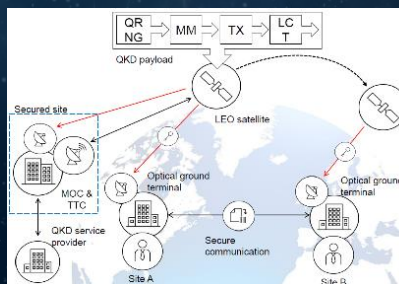 QR
NG
MM
TX
LC
T
QKD payload
LEO satellite
Secured site
MOC &
TTC
QKD service
provider
Optical ground
terminal
Optical ground
terminal
Secure
communication
Site A
Site B